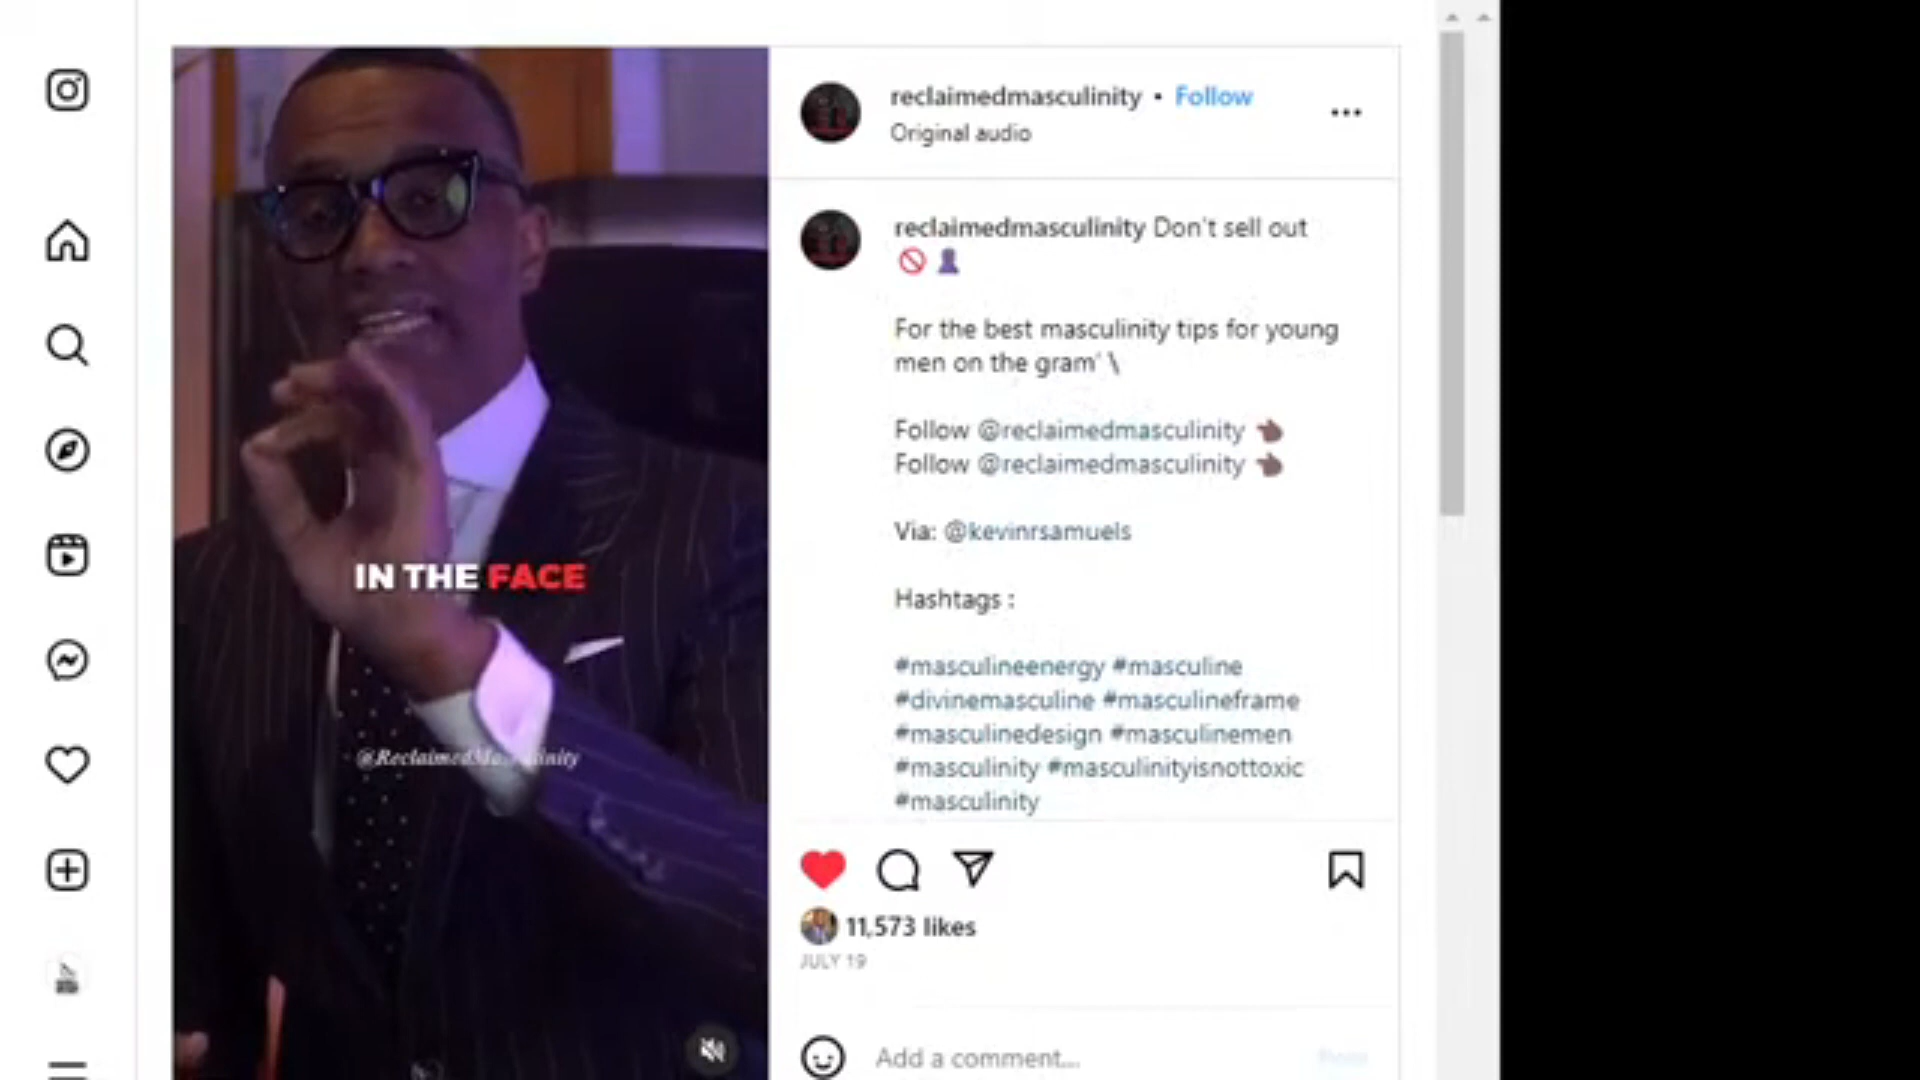 IN THE FACE
@ReclaimedMasculinity
reclaimedmasculinity • Follow
Original audio
reclaimedmasculinity Don't sell out
🚫👤
For the best masculinity tips for young
men on the gram' \
Follow @reclaimedmasculinity 👈🏿
Follow @reclaimedmasculinity 👈🏿
Via: @kevinrsamuels
Hashtags :
#masculineenergy #masculine
#divinemasculine #masculineframe
#masculinedesign #masculinemen
#masculinity #masculinityisnottoxic
#masculinity
11,573 likes
JULY 19
Add a comment...
Post